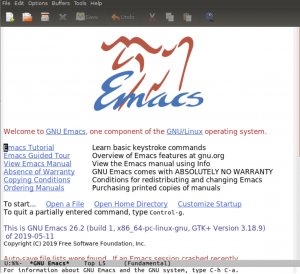 File Edit Options Buffers Tools Help
Save Undo
Emacs
Welcome to GNU Emacs, one component of the GNU/Linux operating system.
Emacs Tutorial Learn basic keystroke commands
Emacs Guided Tour Overview of Emacs features at gnu.org
View Emacs Manual View the Emacs manual using Info
Absence of Warranty GNU Emacs comes with ABSOLUTELY NO WARRANTY
Copying Conditions Conditions for redistributing and changing Emacs
Ordering Manuals Purchasing printed copies of manuals
To start... Open a File Open Home Directory Customize Startup
To quit a partially entered command, type Control-g.
This is GNU Emacs 26.2 (build 1, x86_64-pc-linux-gnu, GTK+ Version 3.18.9)
of 2019-05-11
Copyright (C) 2019 Free Software Foundation, Inc.
Auto-save file lists were found. If an Emacs session crashed recently,
U:%%- *GNU Emacs* Top L5 (Fundamental)
For information about GNU Emacs and the GNU system, type C-h C-a.